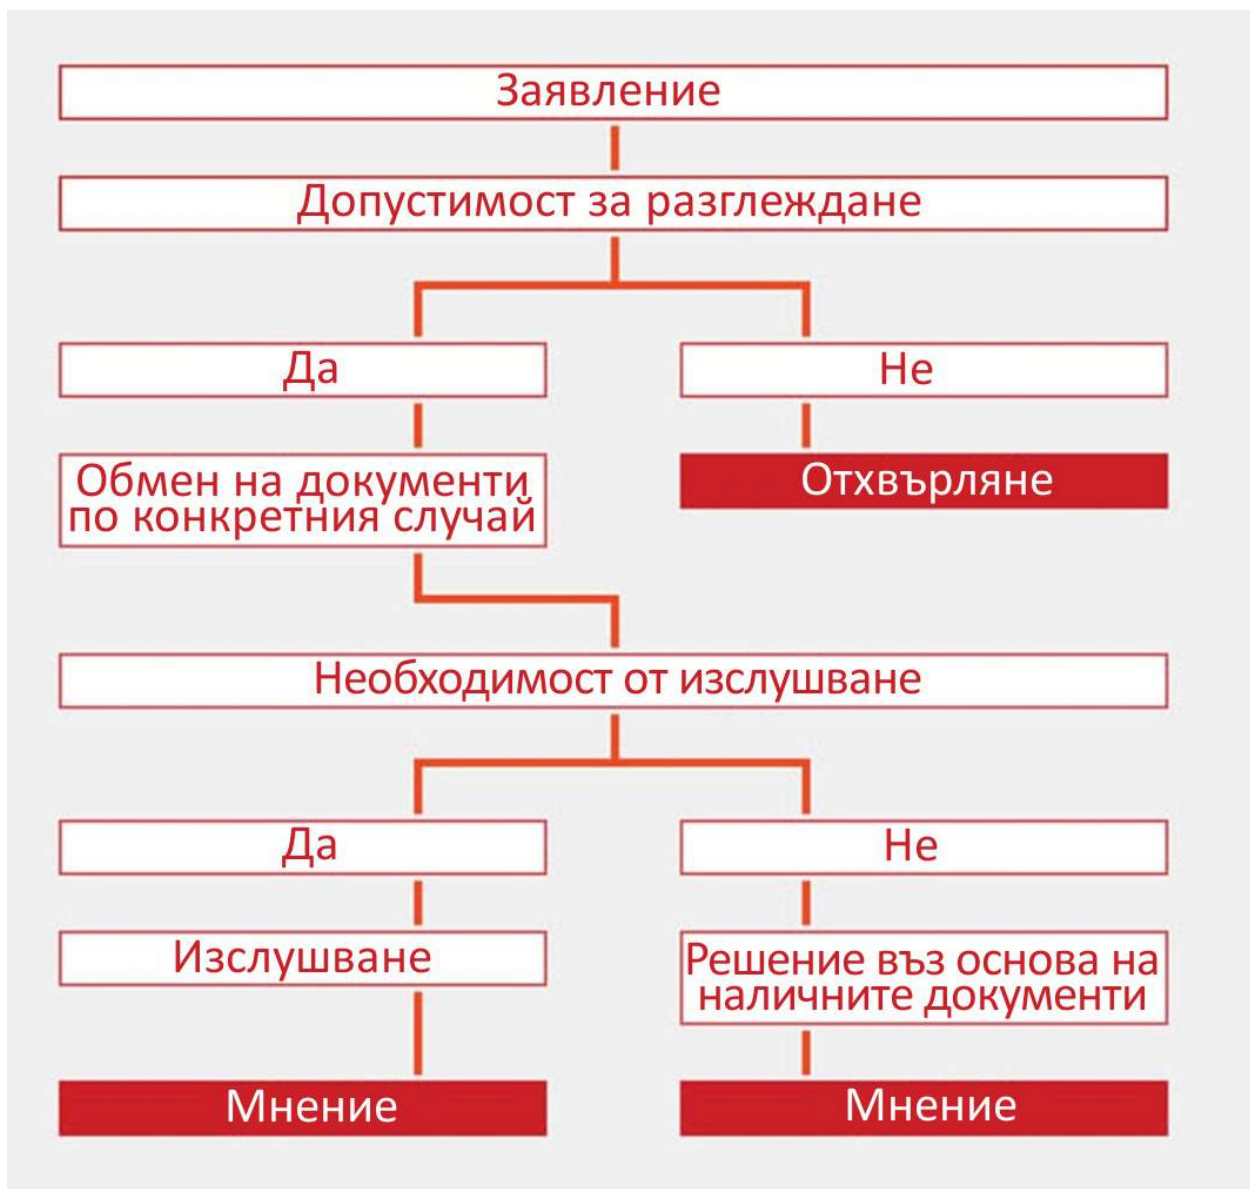 Заявление
Допустимост за разглеждане
Да
Не
Обмен на документи
по конкретния случай
Отхвърляне
Необходимост от изслушване
Да
Не
Изслушване
Решение въз основа на
наличните документи
Мнение
Мнение